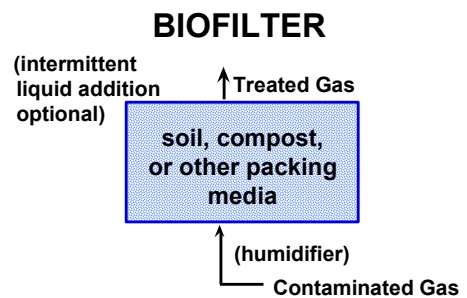 BIOFILTER
(intermittent
liquid addition
optional)
Treated Gas
soil, compost,
or other packing
media
(humidifier)
Contaminated Gas